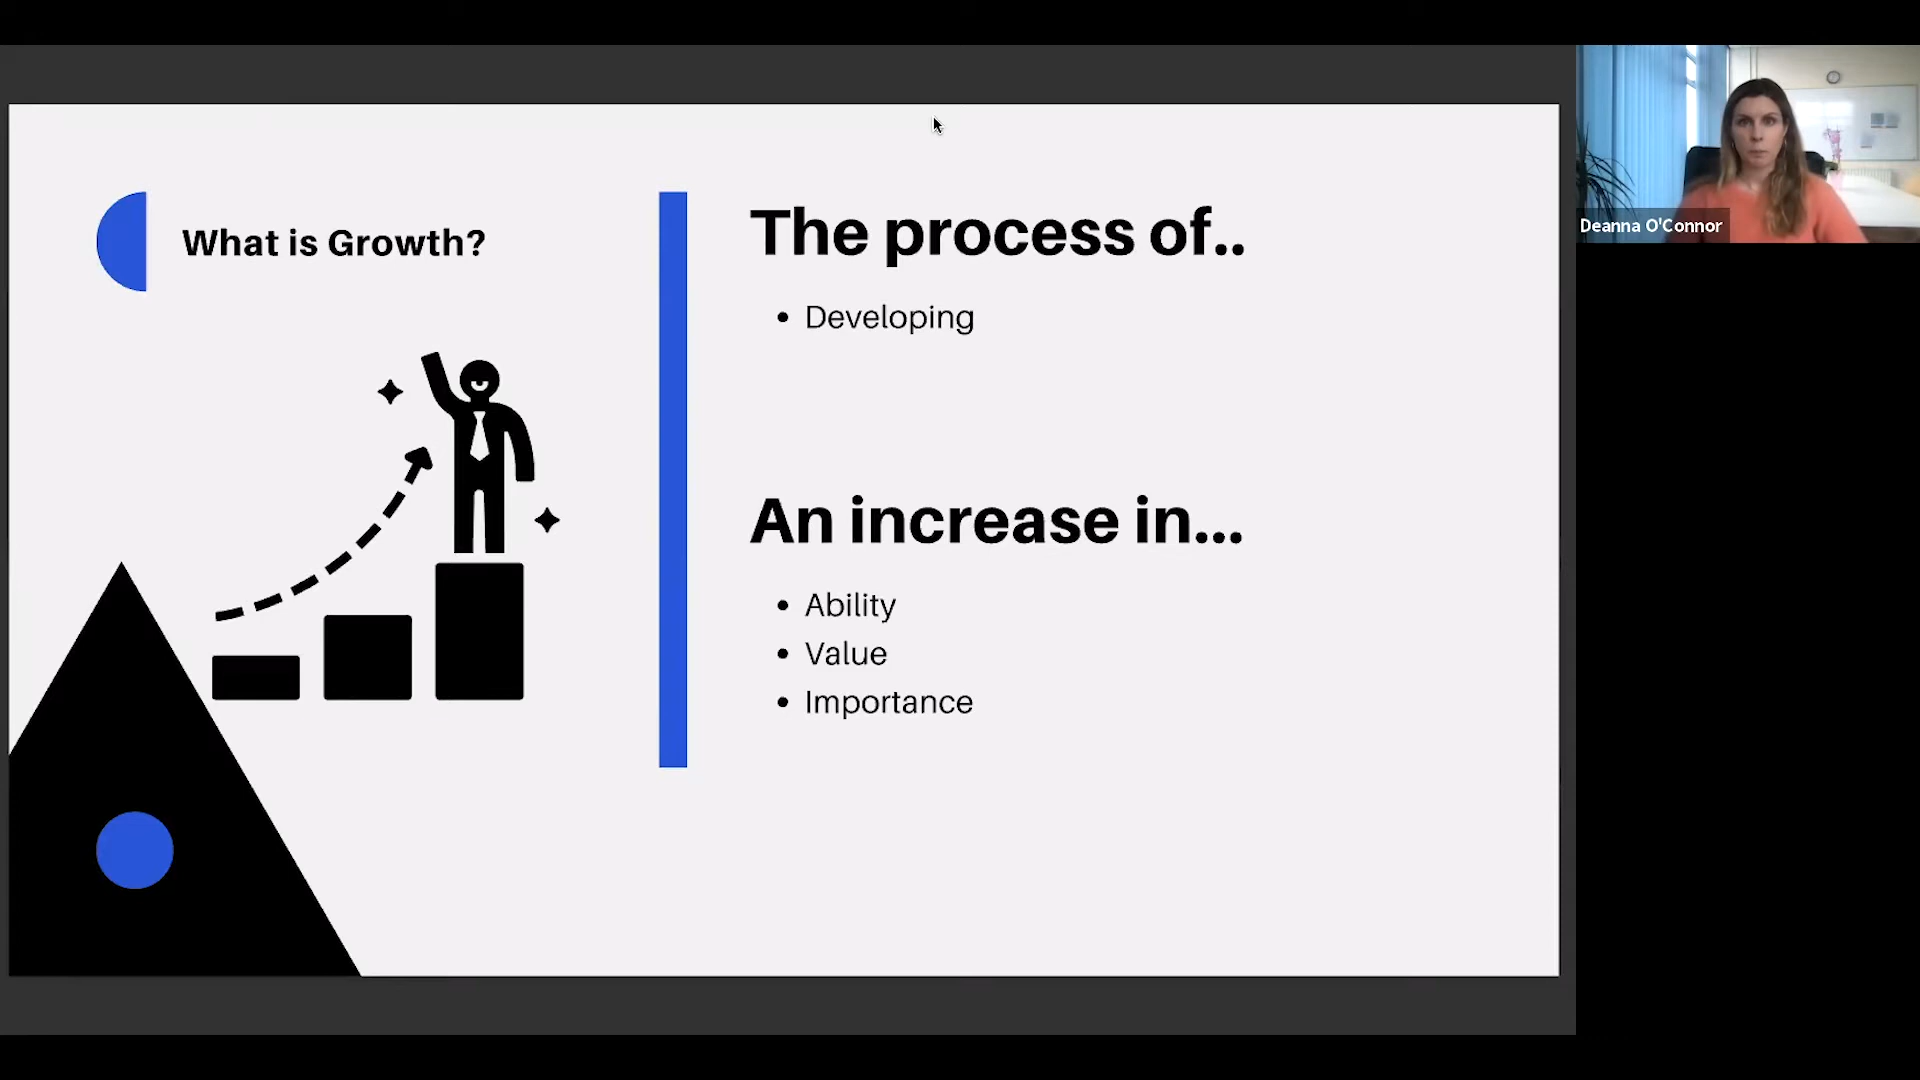 What is Growth?
The process of..
Developing
An increase in...
Ability
Value
Importance
Deanna O'Connor